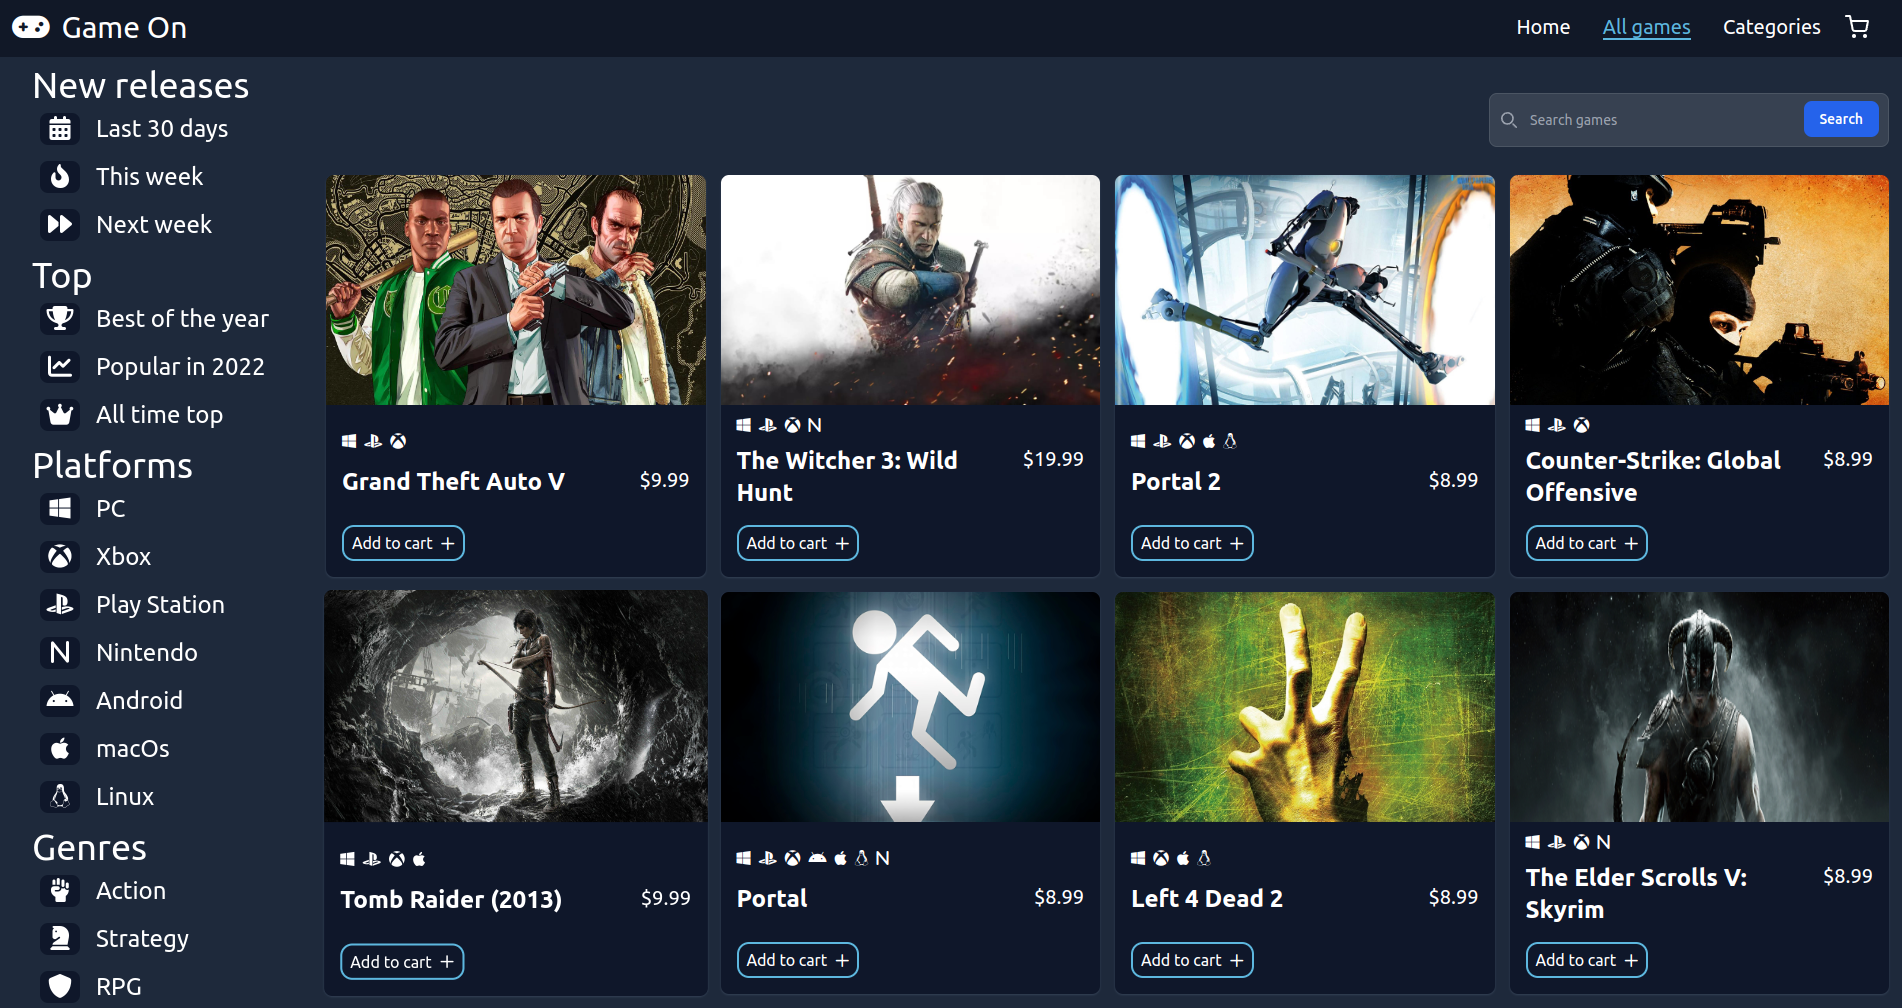 Game On
Home
All games
Categories
New releases
Last 30 days
This week
Next week
Top
Best of the year
Popular in 2022
All time top
Platforms
PC
Xbox
Play Station
Nintendo
Android
macOs
Linux
Genres
Action
Strategy
RPG
Search games
Search
Grand Theft Auto V
$9.99
Add to cart
The Witcher 3: Wild
Hunt
$19.99
Add to cart
Portal 2
$8.99
Add to cart
Counter-Strike: Global
Offensive
$8.99
Add to cart
Tomb Raider (2013)
$9.99
Add to cart
Portal
$8.99
Add to cart
Left 4 Dead 2
$8.99
Add to cart
The Elder Scrolls V:
Skyrim
$8.99
Add to cart